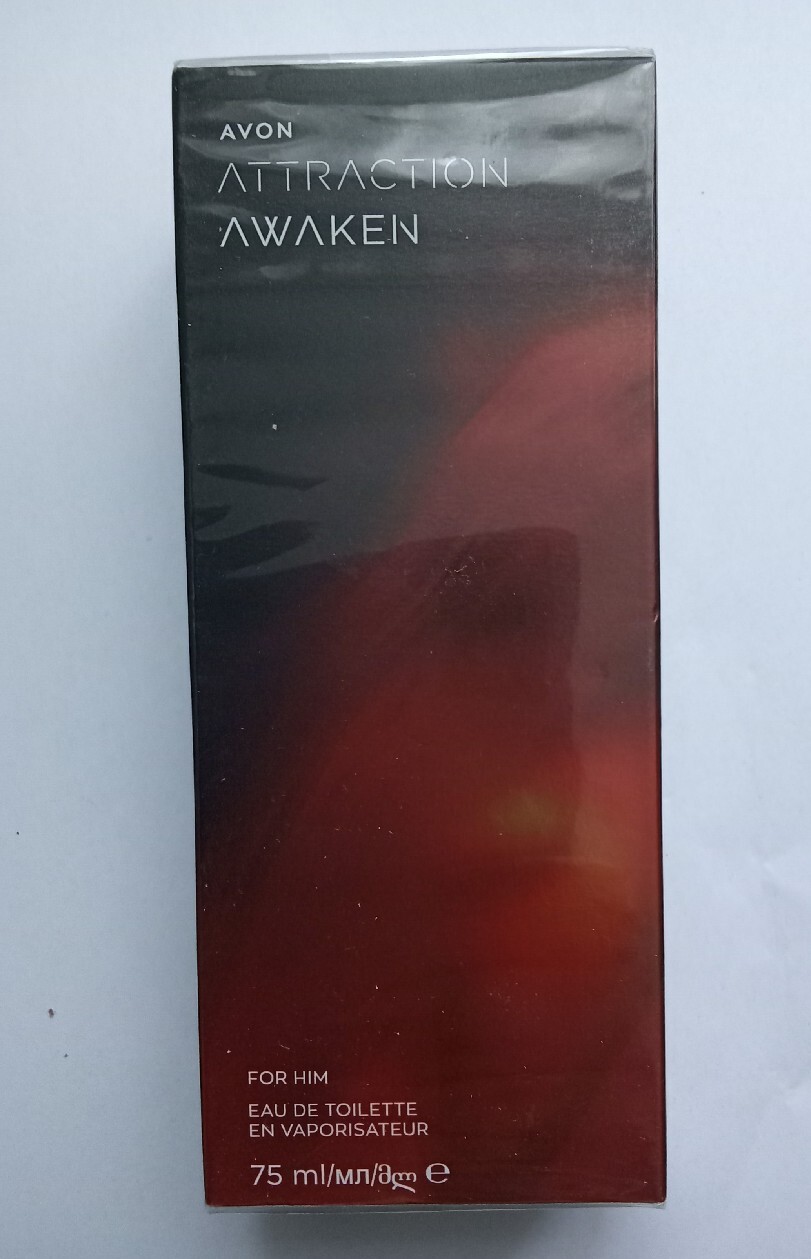 AVON
ATTRACTION
AWAKEN
FOR HIM
EAU DE TOILETTE
EN VAPORISATEUR
75 ml/мл/მლ ℮